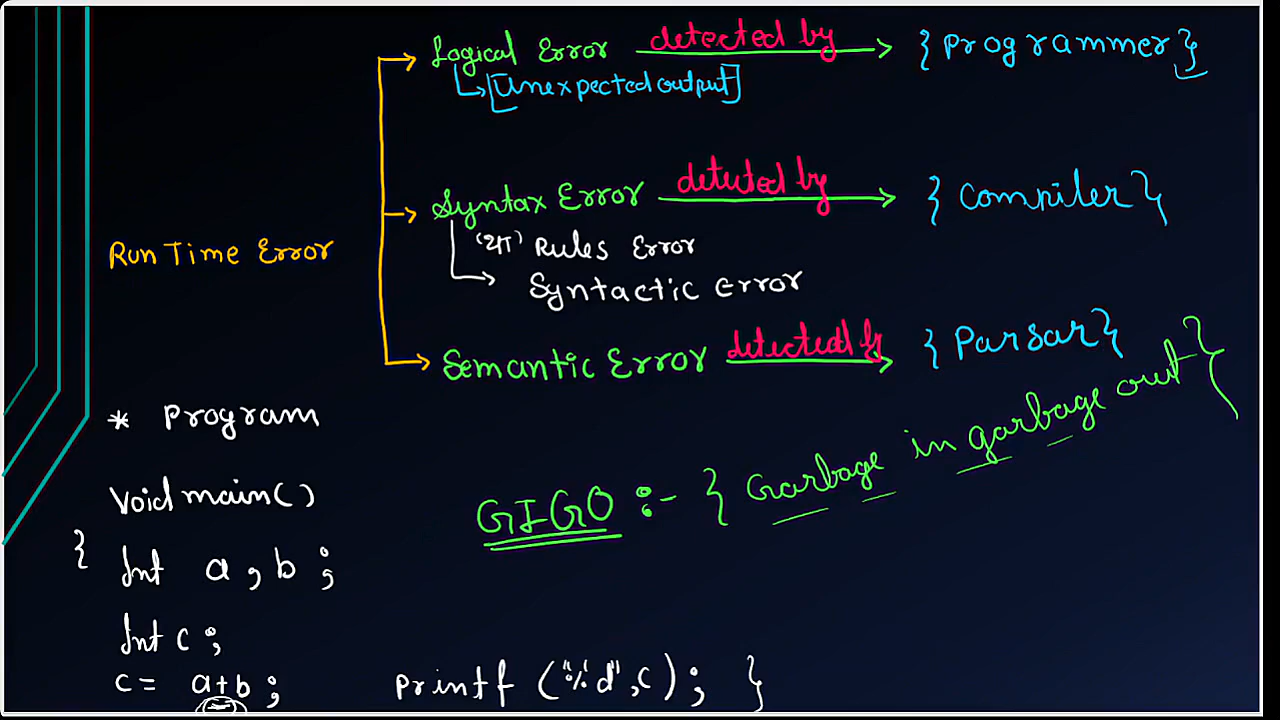 Logical Error detected by { Programmer }
[Unexpected output]
Syntax Error detected by { Compiler }
Rules Error
Syntactic Error
Run Time Error
Semantic Error detected by { Parsar }
* Program
Void main ( )
GIGO :- { Garbage in garbage out }
{ Int a , b ;
Int c ;
c = a+b ; printf ("%d",c) ; }